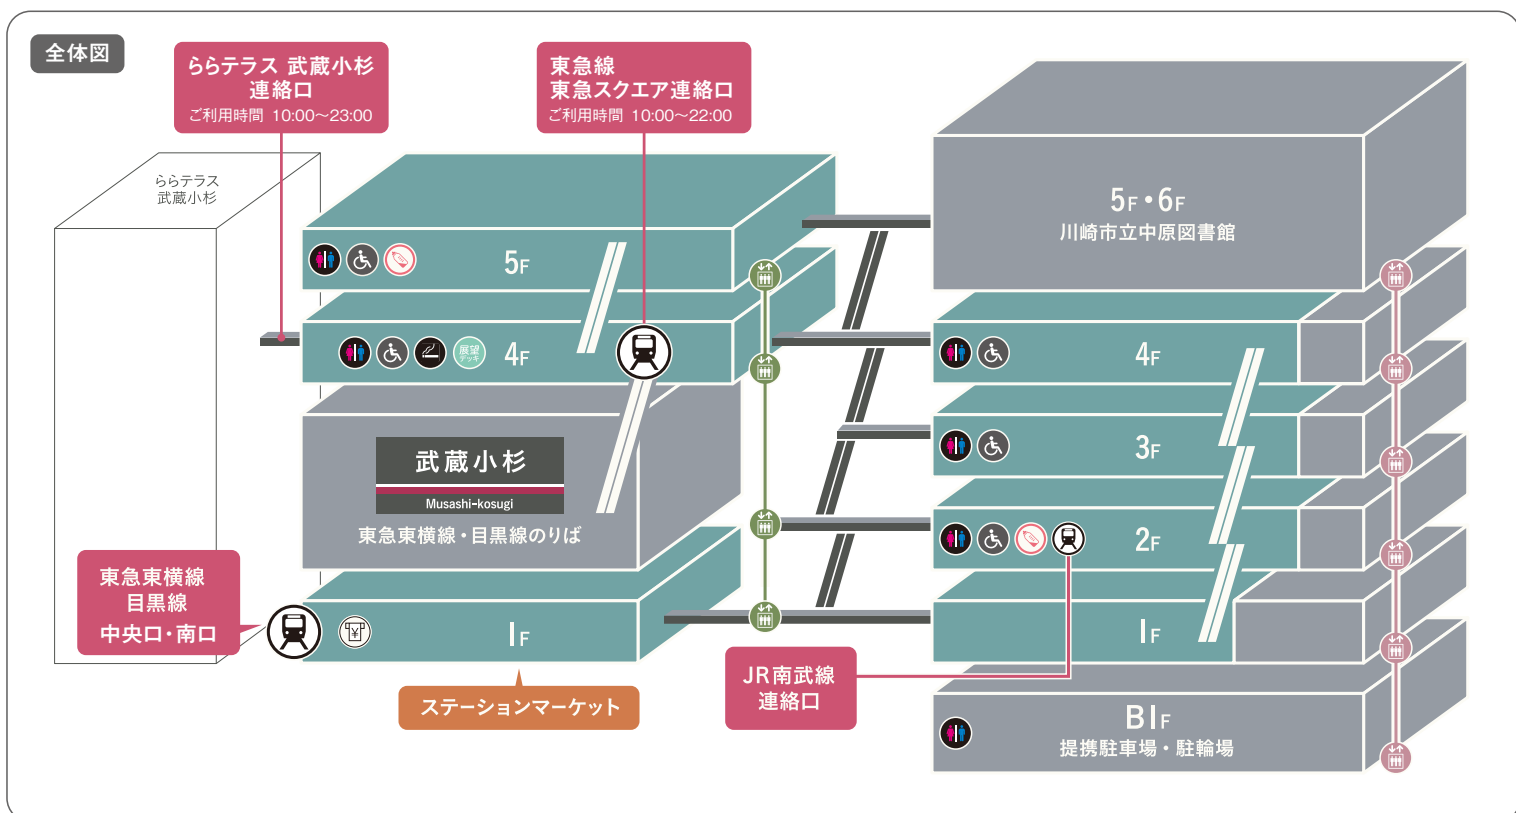 全体図
ららテラス 武蔵小杉
連絡口
ご利用時間 10:00〜23:00
東急線
東急スクエア連絡口
ご利用時間 10:00〜22:00
ららテラス
武蔵小杉
5F
4F
展望
デッキ
武蔵小杉
Musashi-kosugi
東急東横線・目黒線のりば
東急東横線
目黒線
中央口・南口
1F
ステーションマーケット
5F・6F
川崎市立中原図書館
4F
3F
2F
1F
JR南武線
連絡口
B1F
提携駐車場・駐輪場